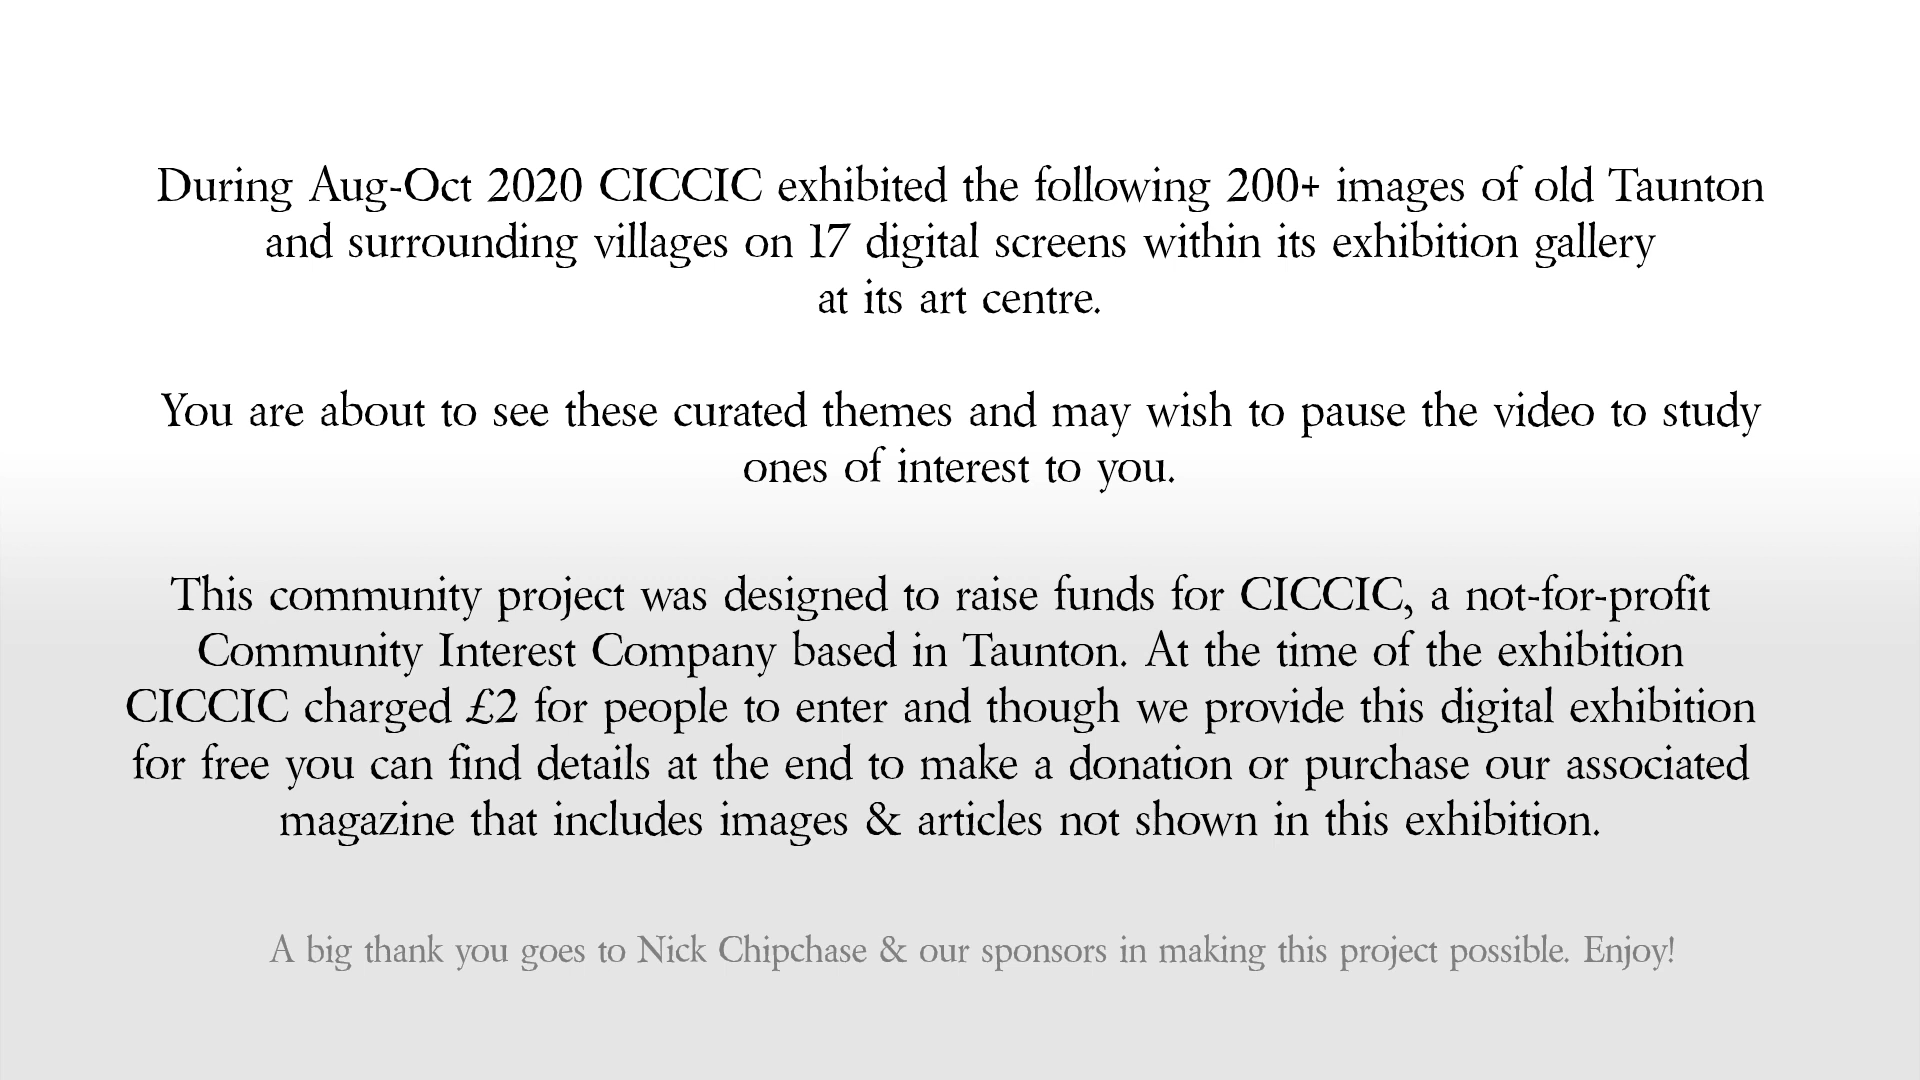 During Aug-Oct 2020 CICCIC exhibited the following 200+ images of old Taunton
and surrounding villages on 17 digital screens within its exhibition gallery
at its art centre.
You are about to see these curated themes and may wish to pause the video to study
ones of interest to you.
This community project was designed to raise funds for CICCIC, a not-for-profit
Community Interest Company based in Taunton. At the time of the exhibition
CICCIC charged £2 for people to enter and though we provide this digital exhibition
for free you can find details at the end to make a donation or purchase our associated
magazine that includes images & articles not shown in this exhibition.
A big thank you goes to Nick Chipchase & our sponsors in making this project possible. Enjoy!